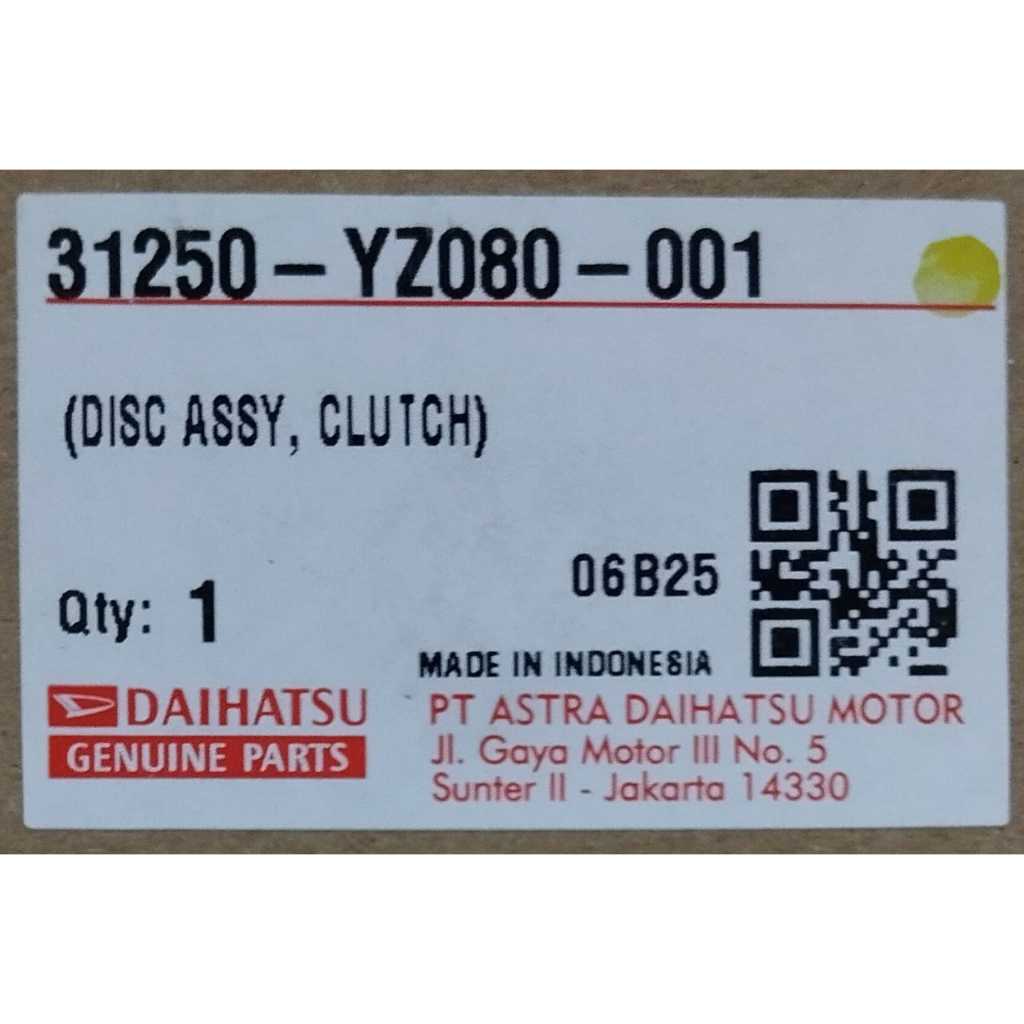 31250-YZ080-001
(DISC ASSY, CLUTCH)
06B25
Qty: 1
MADE IN INDONESIA
DAIHATSU
GENUINE PARTS
PT ASTRA DAIHATSU MOTOR
Jl. Gaya Motor III No. 5
Sunter II - Jakarta 14330